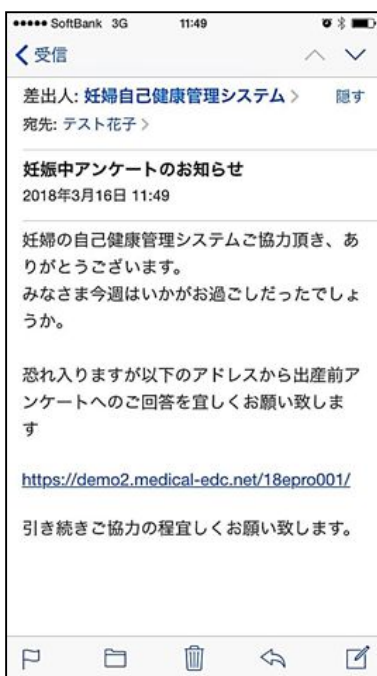 SoftBank 3G 11:49
受信
差出人: 妊婦自己健康管理システム 隠す
宛先: テスト花子
妊娠中アンケートのお知らせ
2018年3月16日 11:49
妊婦の自己健康管理システムご協力頂き、あ
りがとうございます。
みなさま今週はいかがお過ごしだったでしょ
うか。
恐れ入りますが以下のアドレスから出産前ア
ンケートへのご回答を宜しくお願い致しま
す
https://demo2.medical-edc.net/18epro001/
引き続きご協力の程宜しくお願い致します。